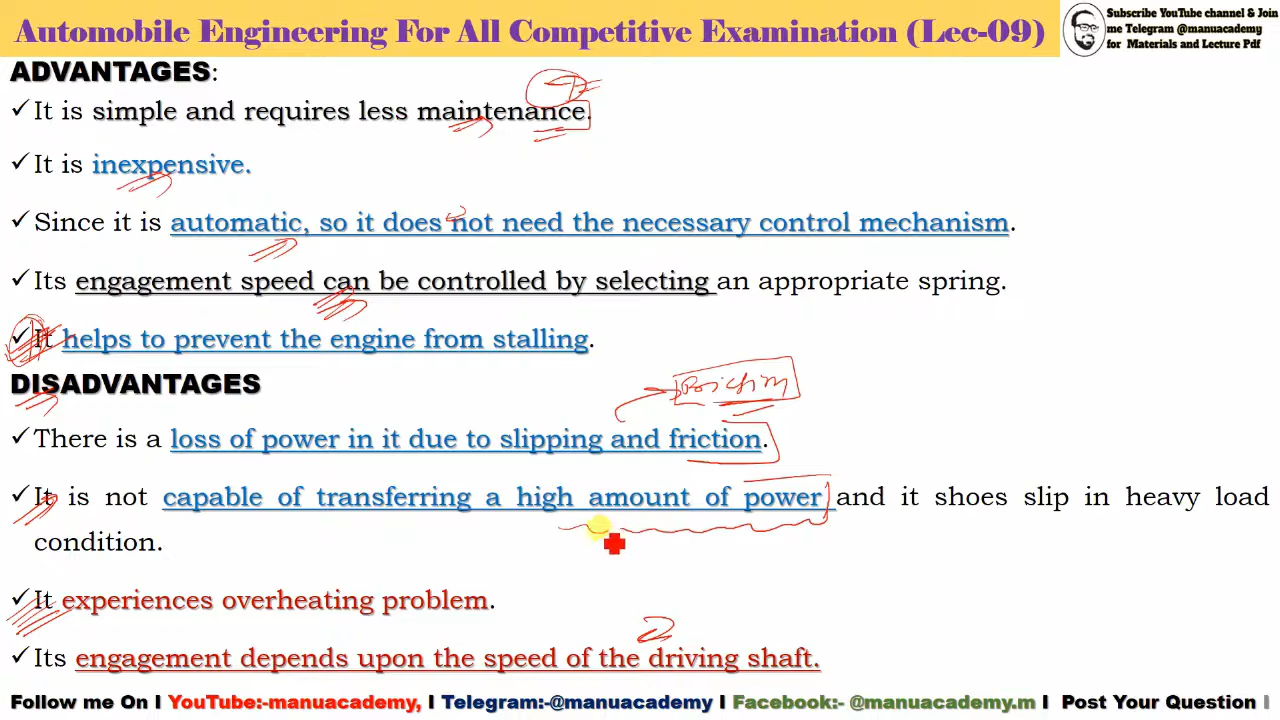 Automobile Engineering For All Competitive Examination (Lec-09)
Subscribe YouTube channel & Join
me Telegram @manuacademy
for Materials and Lecture Pdf
ADVANTAGES:
✓ It is simple and requires less maintenance.
✓ It is inexpensive.
✓ Since it is automatic, so it does not need the necessary control mechanism.
✓ Its engagement speed can be controlled by selecting an appropriate spring.
✓ It helps to prevent the engine from stalling.
DISADVANTAGES
✓ There is a loss of power in it due to slipping and friction.
✓ It is not capable of transferring a high amount of power and it shoes slip in heavy load
condition.
✓ It experiences overheating problem.
✓ Its engagement depends upon the speed of the driving shaft.
Follow me On I YouTube:-manuacademy, I Telegram:-@manuacademy I Facebook:- @manuacademy.m I Post Your Question I